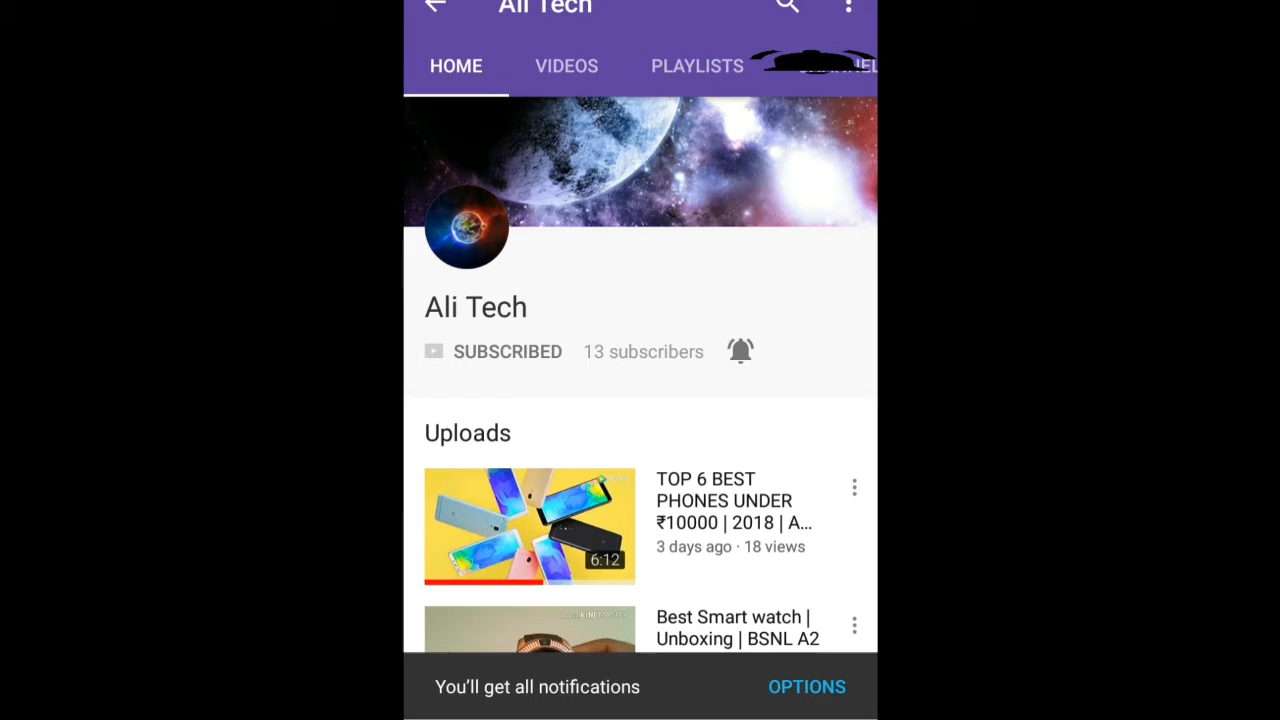 Ali Tech
HOME VIDEOS PLAYLISTS
Ali Tech
SUBSCRIBED 13 subscribers
Uploads
TOP 6 BEST
PHONES UNDER
₹10000 | 2018 | A...
3 days ago · 18 views
6:12
KINEMASTER
Best Smart watch |
Unboxing | BSNL A2
You’ll get all notifications OPTIONS